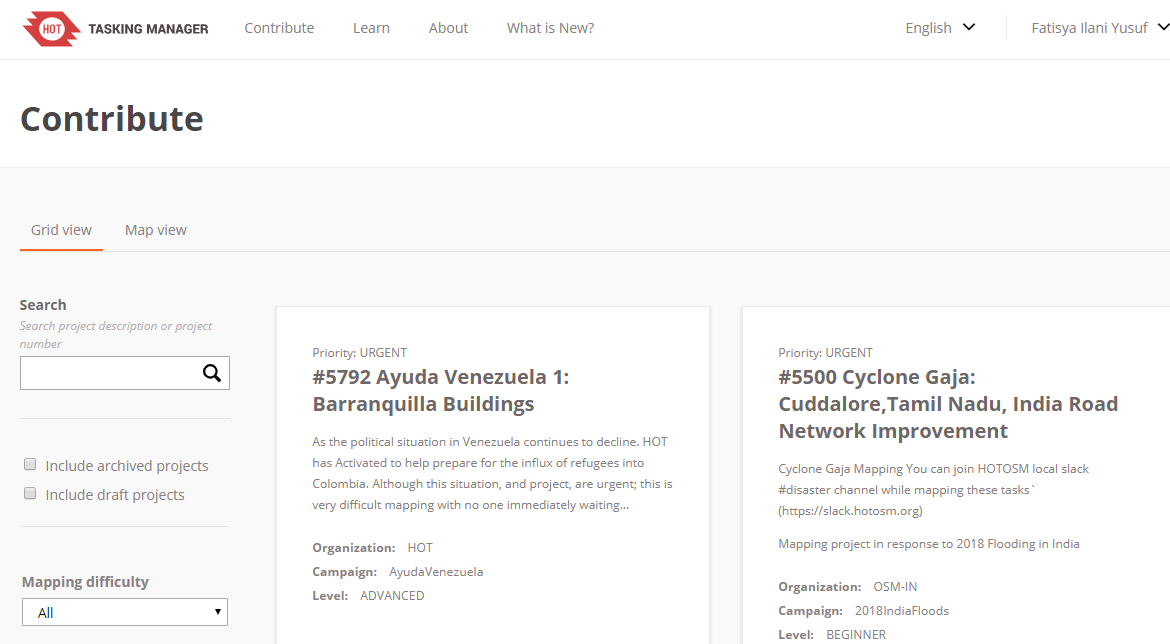 HOT TASKING MANAGER Contribute Learn About What is New? English Fatisya Ilani Yusuf
Contribute
Grid view Map view
Search
Search project description or project
number
Include archived projects
Include draft projects
Mapping difficulty
All
Priority: URGENT
#5792 Ayuda Venezuela 1:
Barranquilla Buildings
As the political situation in Venezuela continues to decline. HOT
has Activated to help prepare for the influx of refugees into
Colombia. Although this situation, and project, are urgent; this is
very difficult mapping with no one immediately waiting...
Organization: HOT
Campaign: AyudaVenezuela
Level: ADVANCED
Priority: URGENT
#5500 Cyclone Gaja:
Cuddalore,Tamil Nadu, India Road
Network Improvement
Cyclone Gaja Mapping You can join HOTOSM local slack
#disaster channel while mapping these tasks`
(https://slack.hotosm.org)
Mapping project in response to 2018 Flooding in India
Organization: OSM-IN
Campaign: 2018IndiaFloods
Level: BEGINNER